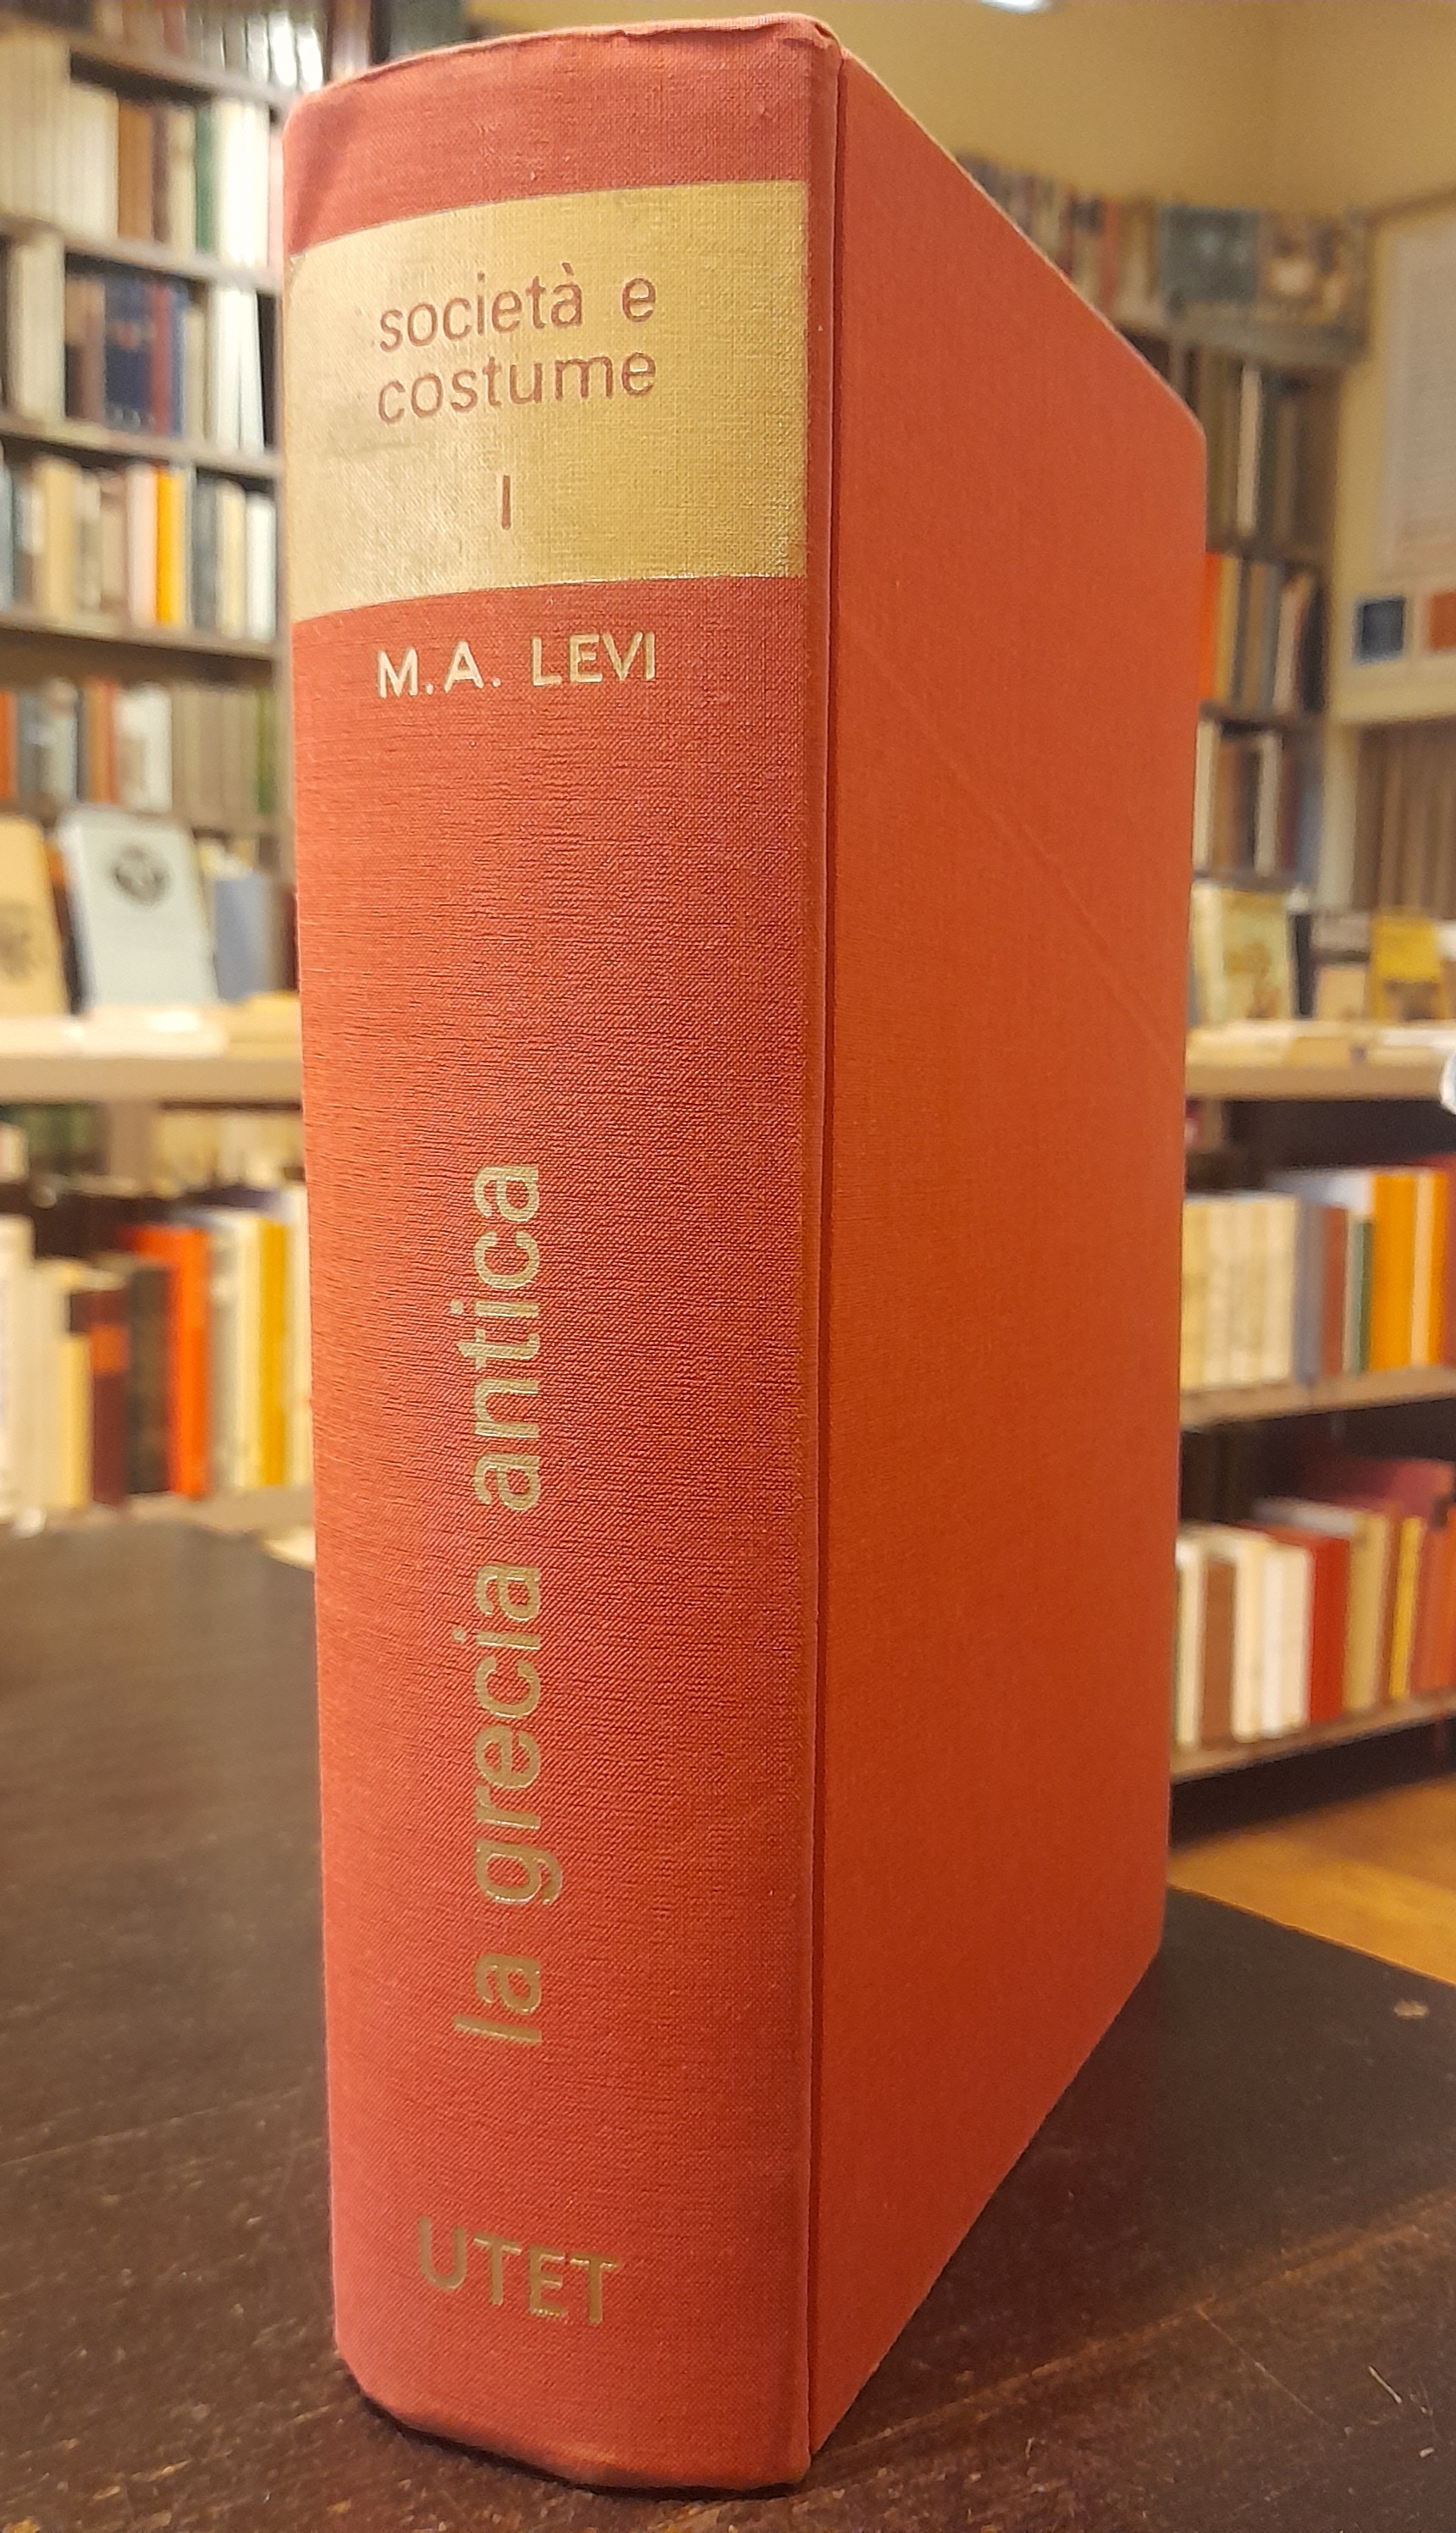 società e
costume
I
M.A. LEVI
la grecia antica
UTET